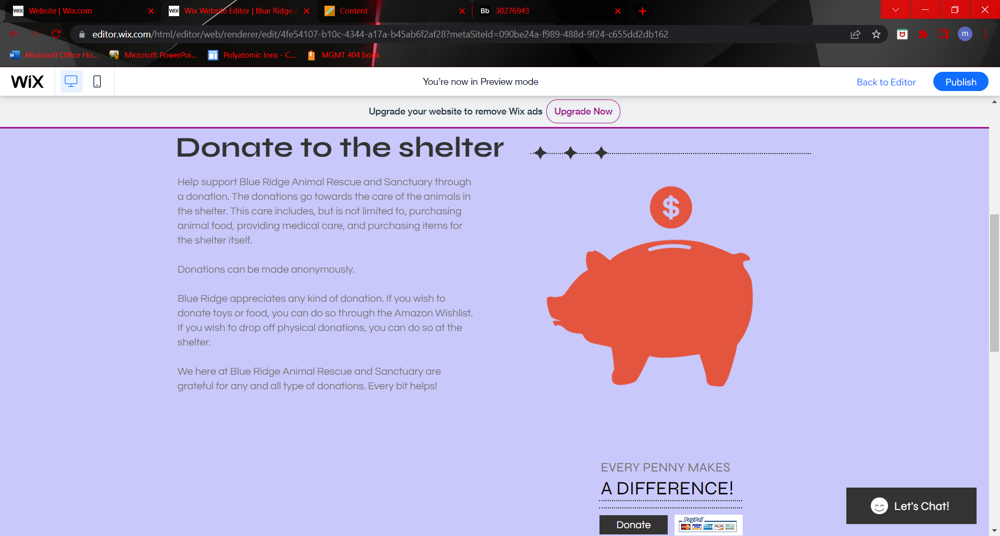 WIX Website | Wix.com
WIX Wix Website Editor | Blue Ridge A
Content
Bb 30276943
editor.wix.com/html/editor/web/renderer/edit/4fe54107-b10c-4344-a17a-b45ab6f2af28?metaSiteId=090be24a-f989-488d-9f24-c655dd2db162
m
Microsoft Office Ho...
Microsoft PowerPoi...
Polyatomic Ions - C...
MGMT 404 book
WiX
You're now in Preview mode
Back to Editor
Publish
Upgrade your website to remove Wix ads
Upgrade Now
Donate to the shelter
Help support Blue Ridge Animal Rescue and Sanctuary through
a donation. The donations go towards the care of the animals in
the shelter. This care includes, but is not limited to, purchasing
animal food, providing medical care, and purchasing items for
the shelter itself.
Donations can be made anonymously.
Blue Ridge appreciates any kind of donation. If you wish to
donate toys or food, you can do so through the Amazon Wishlist.
If you wish to drop off physical donations, you can do so at the
shelter.
We here at Blue Ridge Animal Rescue and Sanctuary are
grateful for any and all type of donations. Every bit helps!
$
EVERY PENNY MAKES
A DIFFERENCE!
Donate
PayPal
VISA
Let's Chat!